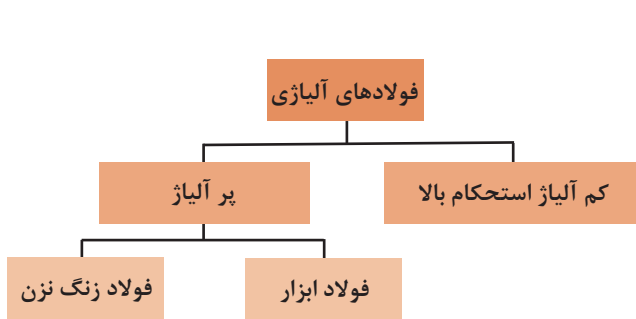 فولادهای آلیاژی
کم آلیاژ استحکام بالا
پر آلیاژ
فولاد ابزار
فولاد زنگ نزن